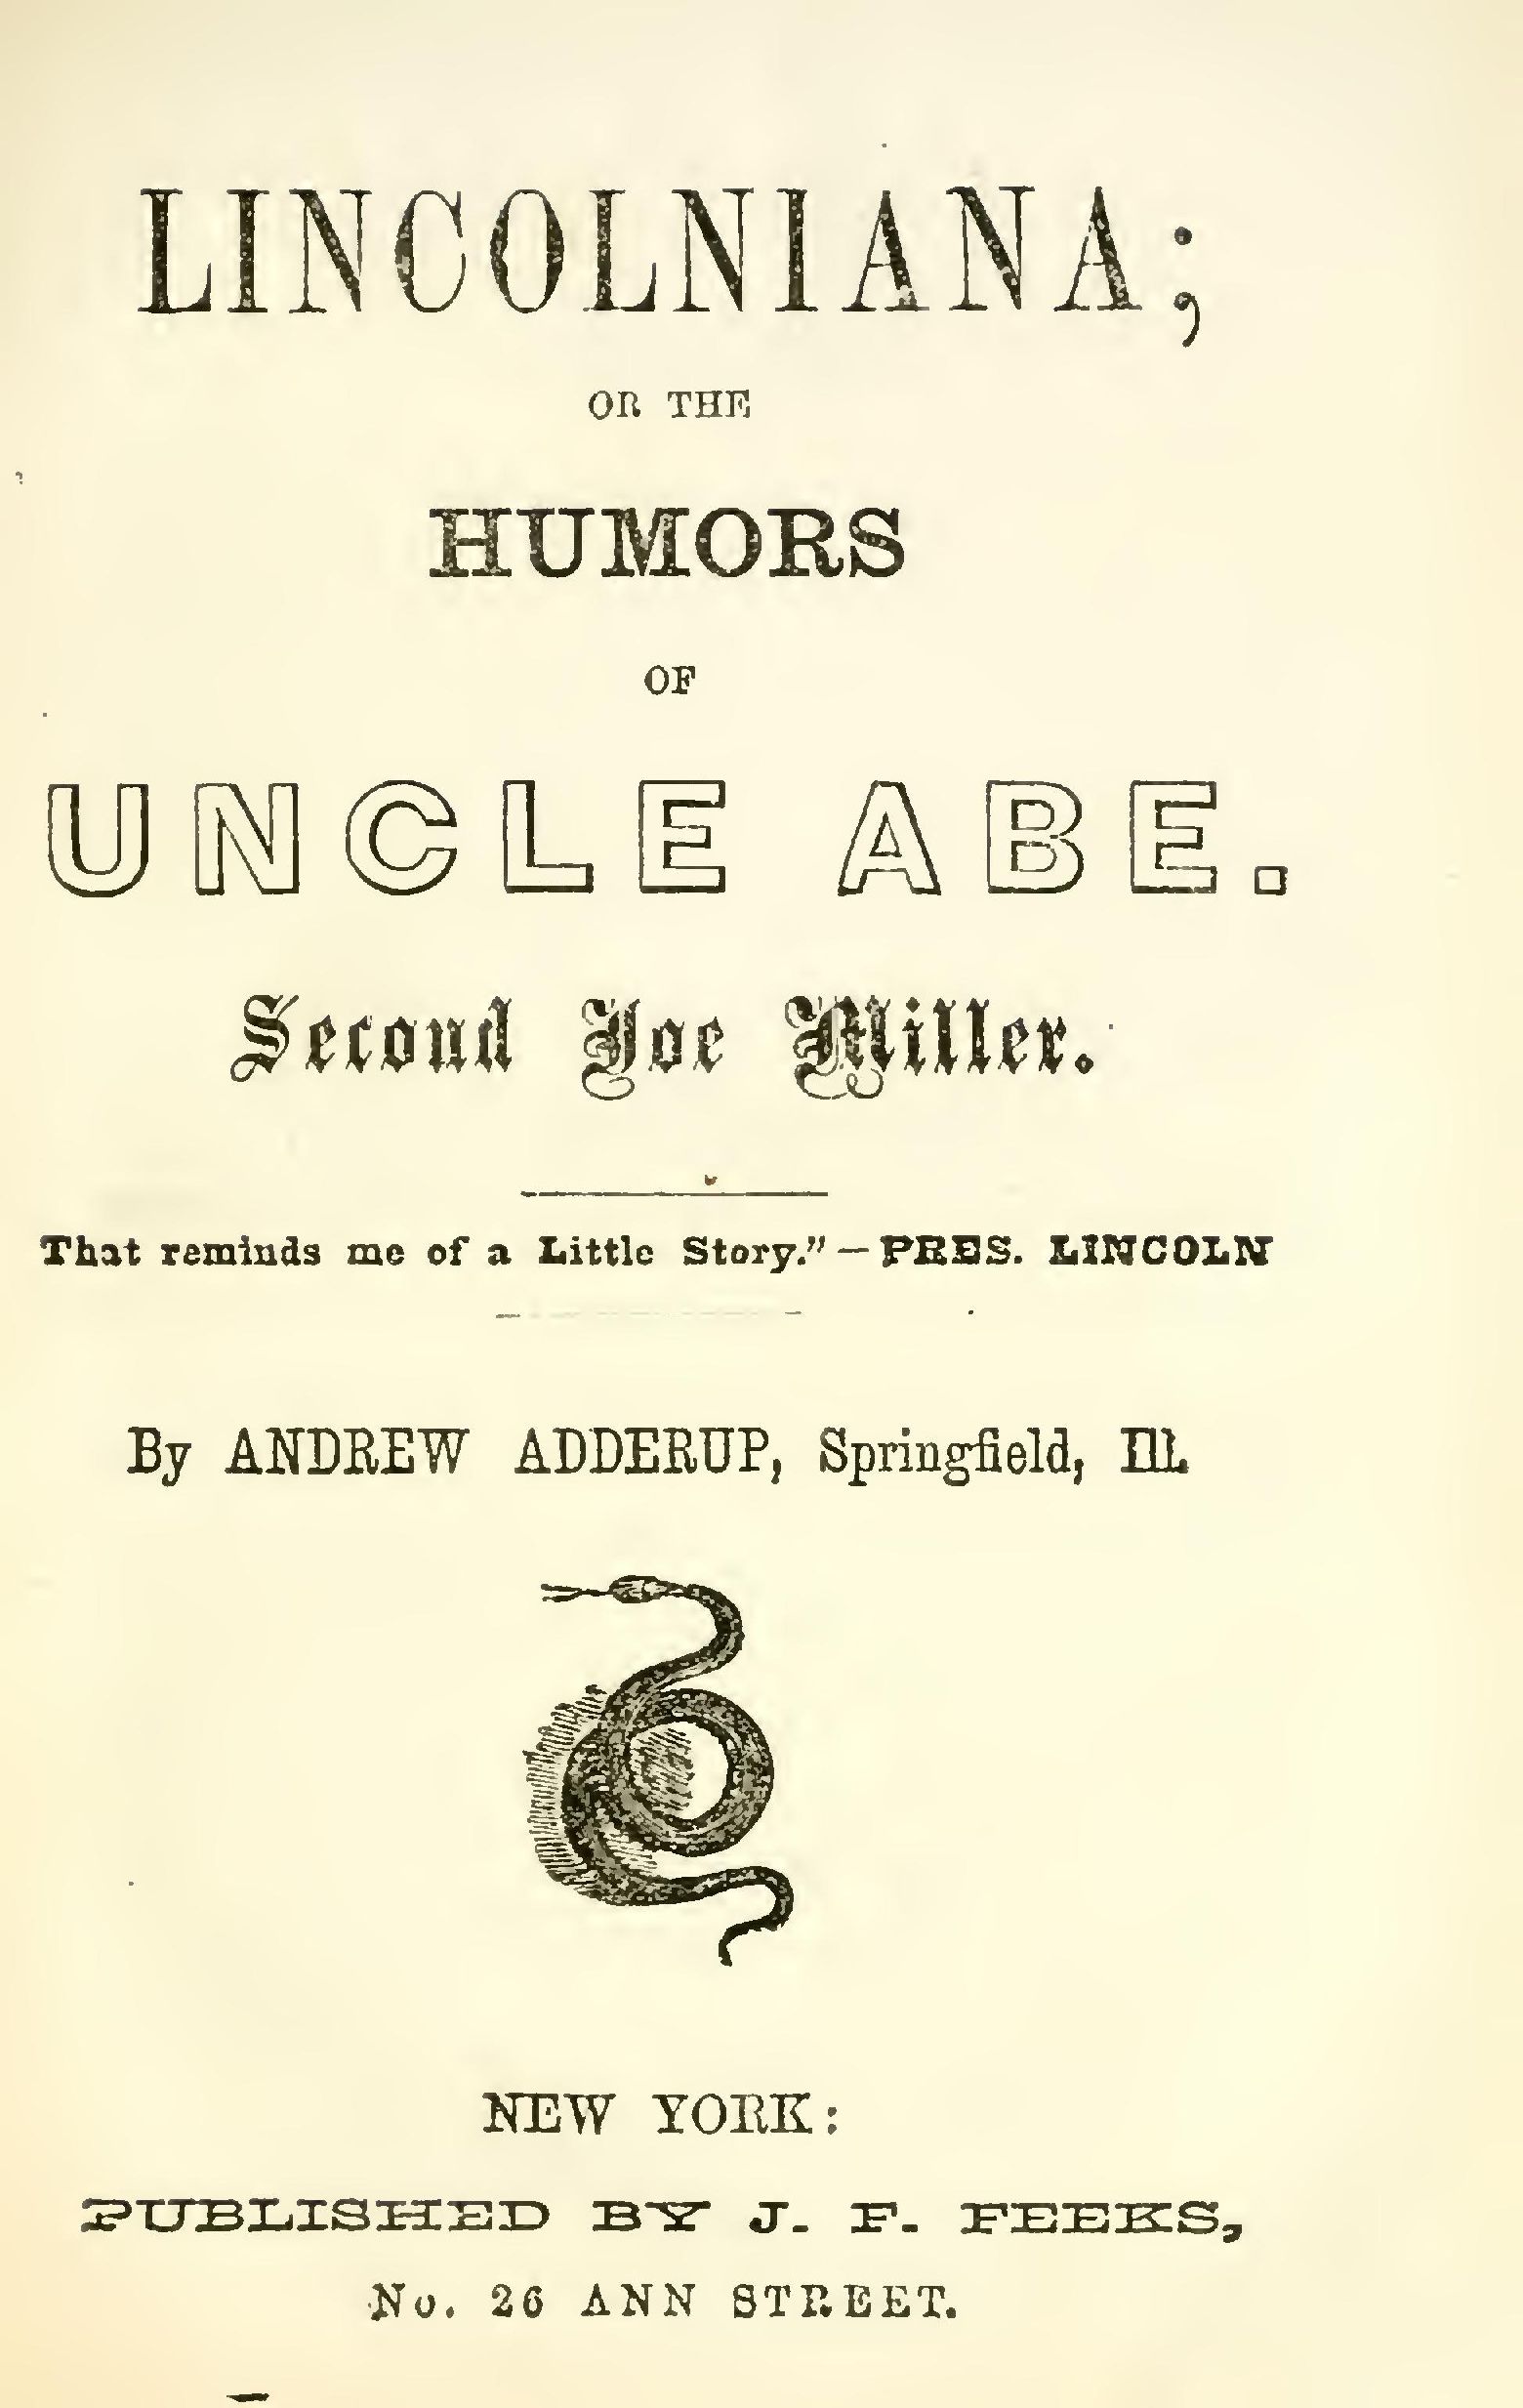 LINCOLNIANA;
OR THE
HUMORS
OF
UNCLE ABE.
Second Joe Miller.
That reminds me of a Little Story."—PRES. LINCOLN
By ANDREW ADDERUP, Springfield, Ill.
NEW YORK:
PUBLISHED BY J. F. FEEKS,
No. 26 ANN STREET.